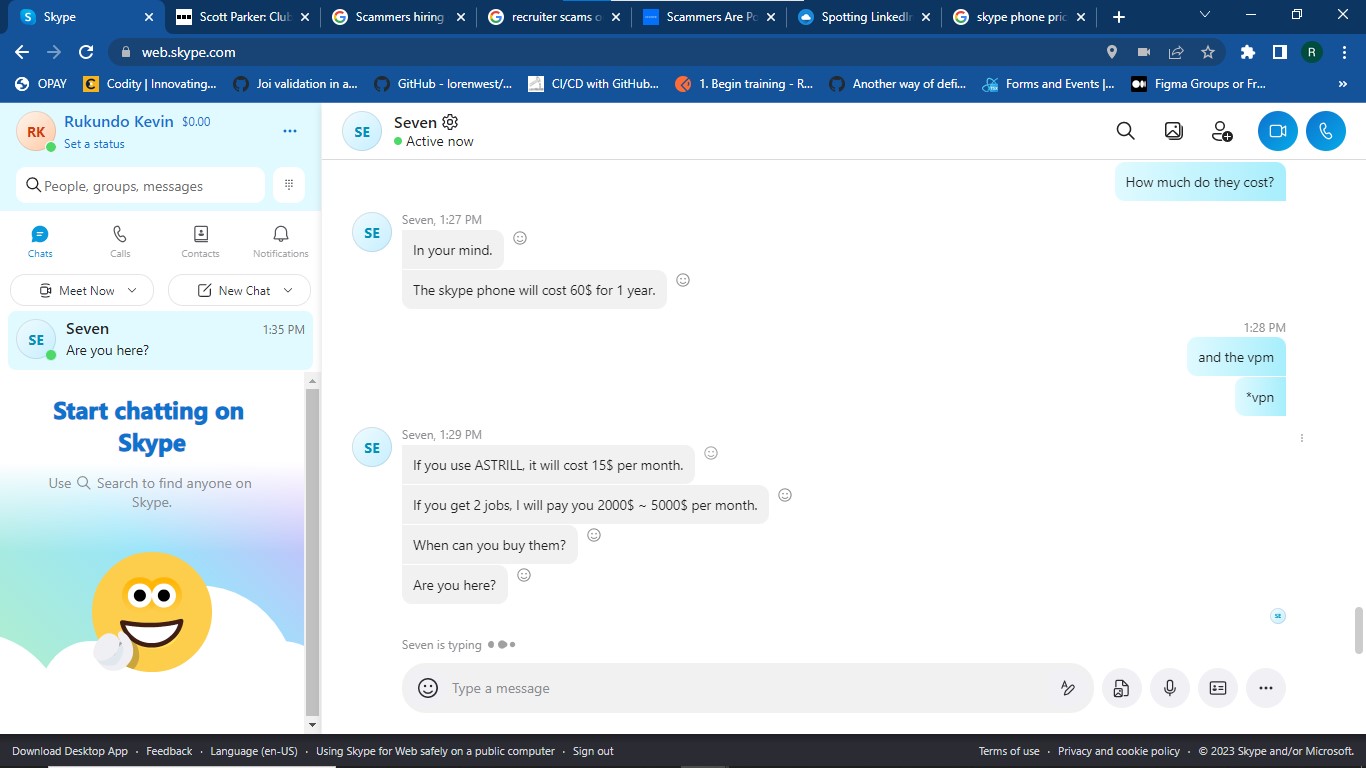 Skype
Scott Parker: Club
Scammers hiring
recruiter scams o
Scammers Are Po
Spotting LinkedIn
skype phone pric
web.skype.com
R
OPAY
Codity | Innovating...
Joi validation in a...
GitHub - lorenwest/...
CI/CD with GitHub...
1. Begin training - R...
Another way of defi...
Forms and Events |...
Figma Groups or Fr...
»
RK
Rukundo Kevin $0.00
Set a status
People, groups, messages
Chats
Calls
Contacts
Notifications
Meet Now
New Chat
SE
Seven
1:35 PM
Are you here?
Start chatting on
Skype
Use Search to find anyone on
Skype.
SE
Seven
Active now
How much do they cost?
SE
Seven, 1:27 PM
In your mind.
The skype phone will cost 60$ for 1 year.
1:28 PM
and the vpm
*vpn
SE
Seven, 1:29 PM
If you use ASTRILL, it will cost 15$ per month.
If you get 2 jobs, I will pay you 2000$ ~ 5000$ per month.
When can you buy them?
Are you here?
SE
Seven is typing
Type a message
Download Desktop App · Feedback · Language (en-US) · Using Skype for Web safely on a public computer · Sign out
Terms of use · Privacy and cookie policy · © 2023 Skype and/or Microsoft.